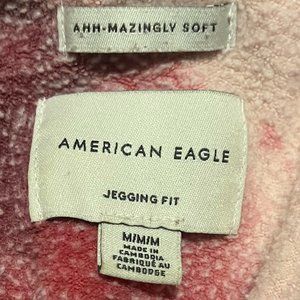 AHH-MAZINGLY SOFT
AMERICAN EAGLE
JEGGING FIT
M/M/M
MADE IN
CAMBODIA
FABRIQUÉ AU
CAMBODGE